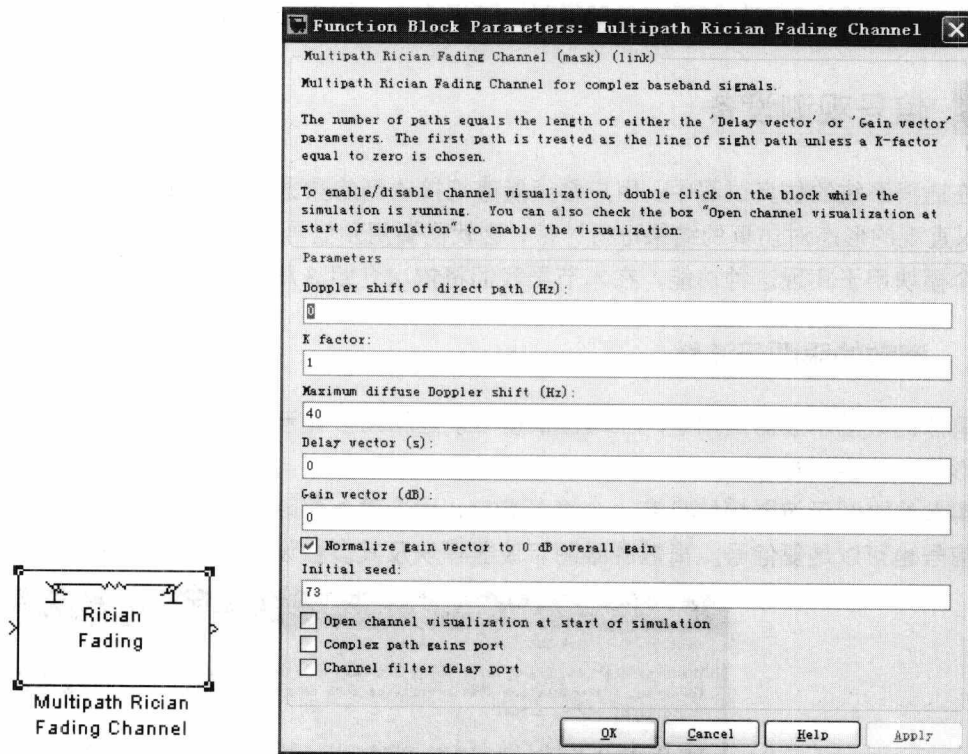 Function Block Parameters: Multipath Rician Fading Channel
Multipath Rician Fading Channel (mask) (link)
Multipath Rician Fading Channel for complex baseband signals.
The number of paths equals the length of either the 'Delay vector' or 'Gain vector'
parameters. The first path is treated as the line of sight path unless a K-factor
equal to zero is chosen.
To enable/disable channel visualization, double click on the block while the
simulation is running. You can also check the box "Open channel visualization at
start of simulation" to enable the visualization.
Parameters
Doppler shift of direct path (Hz):
0
K factor:
1
Maximum diffuse Doppler shift (Hz):
40
Delay vector (s):
0
Gain vector (dB):
0
Normalize gain vector to 0 dB overall gain
Initial seed:
73
Open channel visualization at start of simulation
Complex path gains port
Channel filter delay port
OK Cancel Help Apply
Rician
Fading
Multipath Rician
Fading Channel